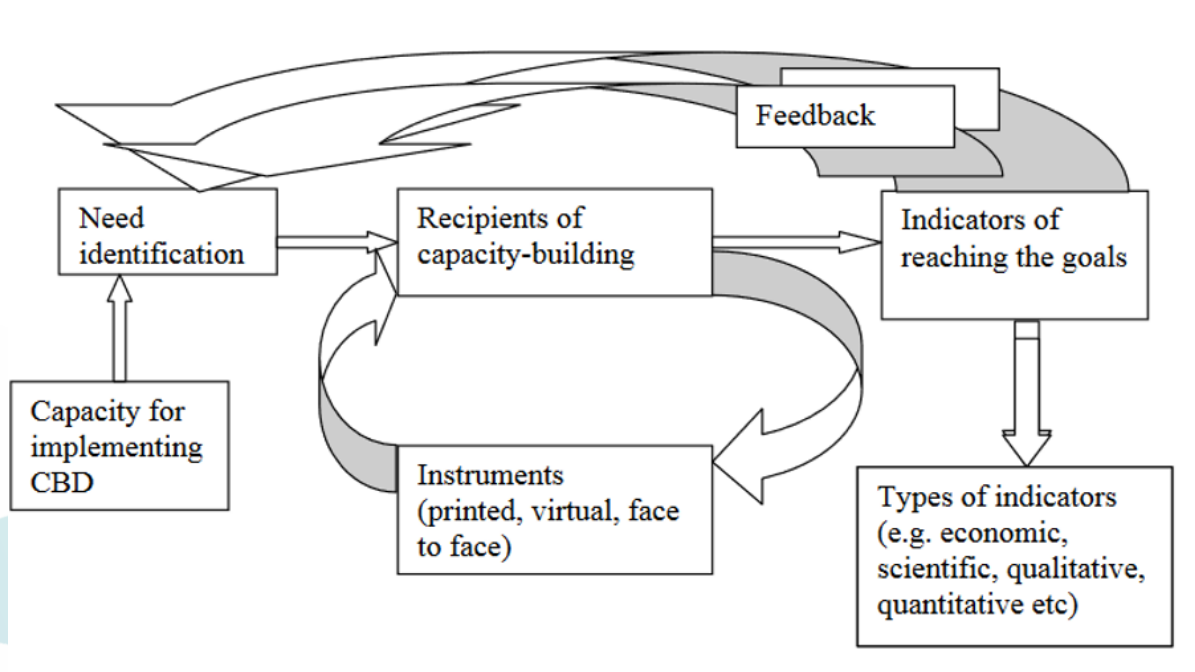 Feedback
Need
identification
Recipients of
capacity-building
Indicators of
reaching the goals
Capacity for
implementing
CBD
Instruments
(printed, virtual, face
to face)
Types of indicators
(e.g. economic,
scientific, qualitative,
quantitative etc)